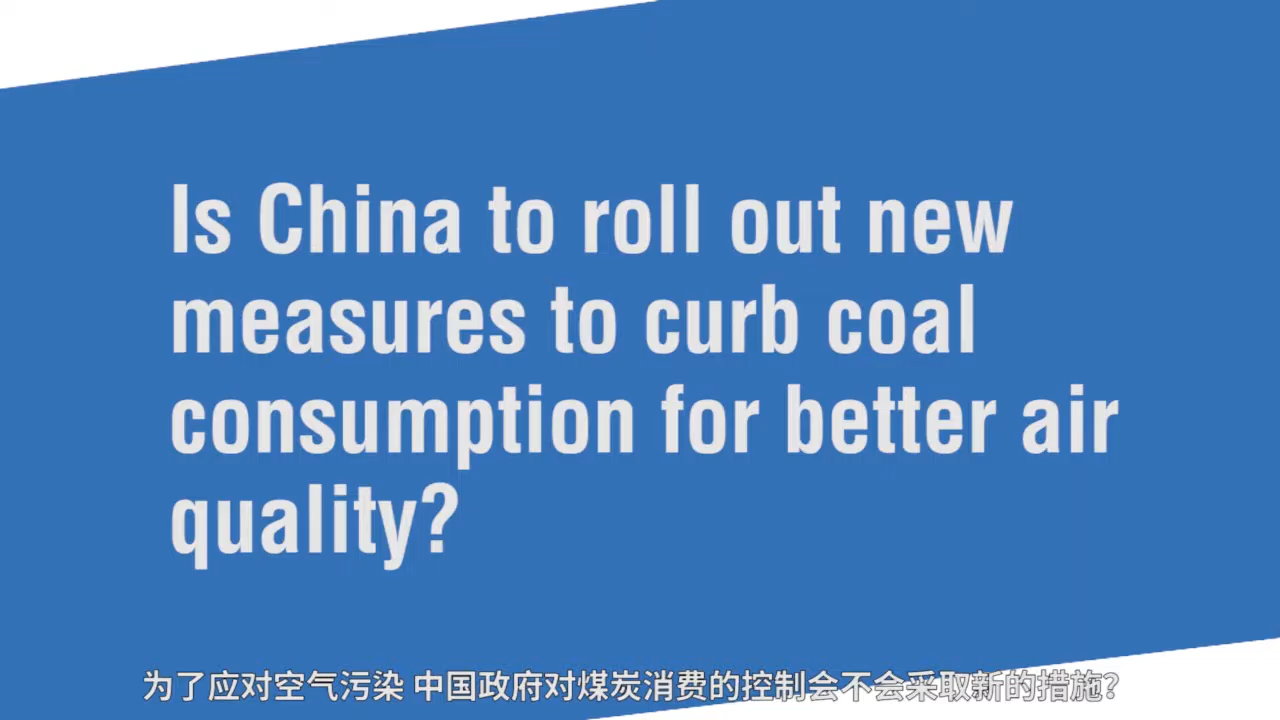 Is China to roll out new
measures to curb coal
consumption for better air
quality?
为了应对空气污染 中国政府对煤炭消费的控制会不会采取新的措施?